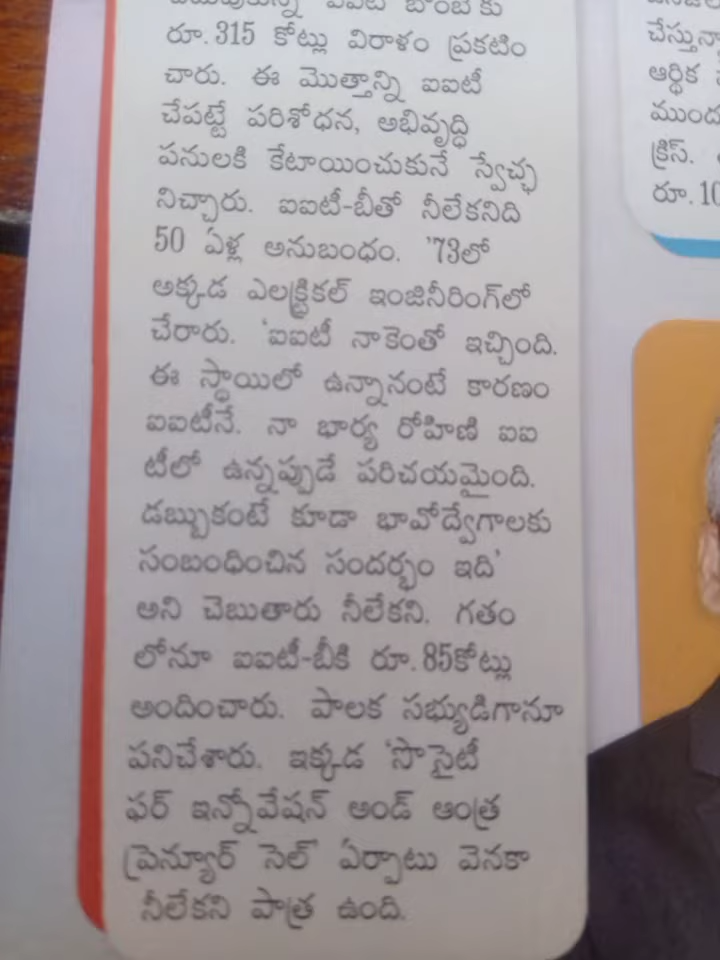 రూ. 315 కోట్లు విరాళం ప్రకటిం
చారు. ఈ మొత్తాన్ని ఐఐటీ
చేపట్టే పరిశోధన, అభివృద్ధి
పనులకి కేటాయించుకునే స్వేచ్ఛ
నిచ్చారు. ఐఐటీ-బీతో నీలేకనిది
50 ఏళ్ల అనుబంధం. '73లో
అక్కడ ఎలక్ట్రికల్ ఇంజినీరింగ్‌లో
చేరారు. 'ఐఐటీ నాకెంతో ఇచ్చింది.
ఈ స్థాయిలో ఉన్నానంటే కారణం
ఐఐటీనే. నా భార్య రోహిణి ఐఐ
టీలో ఉన్నప్పుడే పరిచయమైంది.
డబ్బుకంటే కూడా భావోద్వేగాలకు
సంబంధించిన సందర్భం ఇది'
అని చెబుతారు నీలేకని. గతం
లోనూ ఐఐటీ-బీకి రూ. 85కోట్లు
అందించారు. పాలక సభ్యుడిగానూ
పనిచేశారు. ఇక్కడ 'సొసైటీ
ఫర్ ఇన్నోవేషన్ అండ్ ఆంత్ర
ప్రెన్యూర్ సెల్' ఏర్పాటు వెనకా
నీలేకని పాత్ర ఉంది.
ఆర్థిక
క్రిస్.
రూ. 10